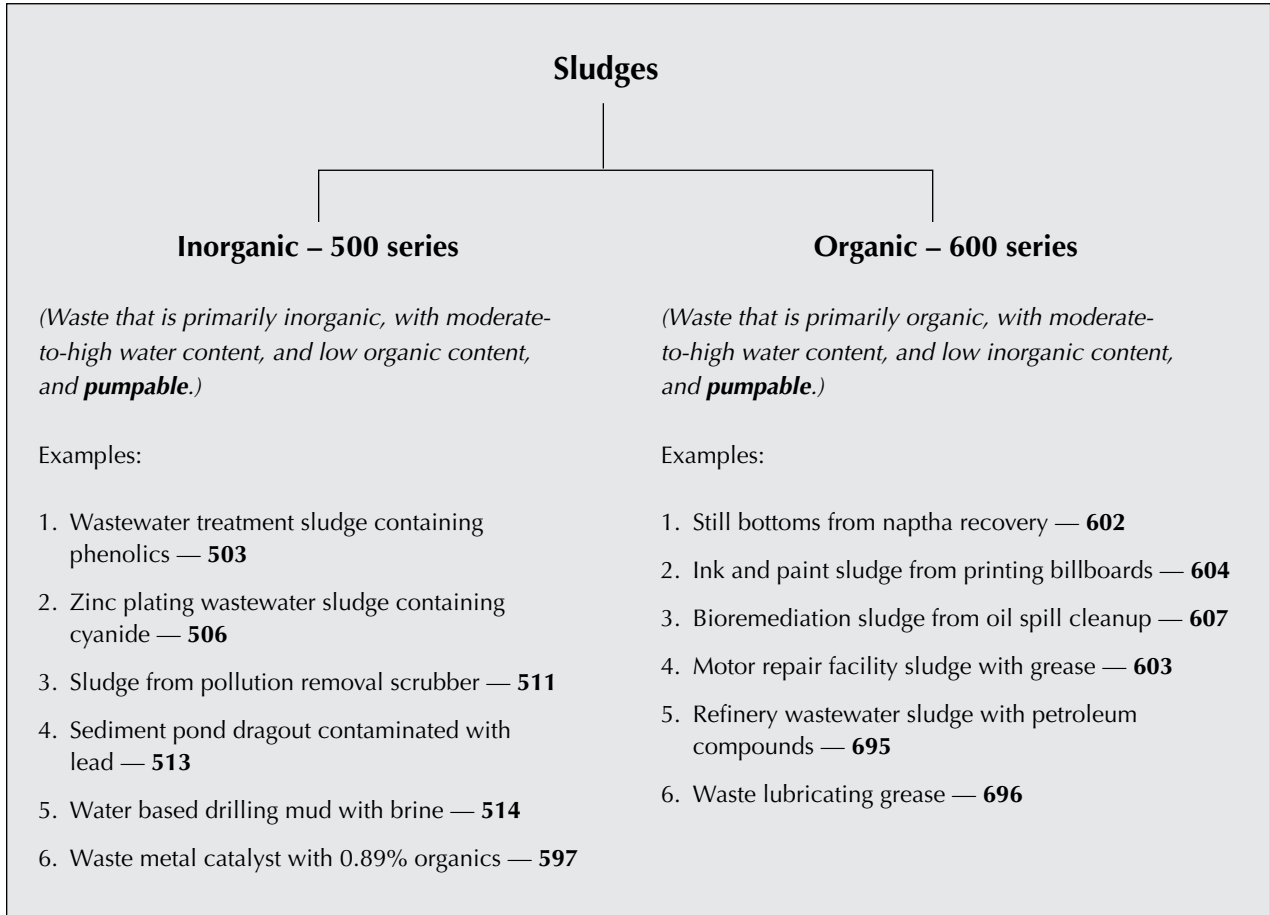 Sludges
Inorganic – 500 series
(Waste that is primarily inorganic, with moderate-
to-high water content, and low organic content,
and pumpable.)
Examples:
1. Wastewater treatment sludge containing
phenolics — 503
2. Zinc plating wastewater sludge containing
cyanide — 506
3. Sludge from pollution removal scrubber — 511
4. Sediment pond dragout contaminated with
lead — 513
5. Water based drilling mud with brine — 514
6. Waste metal catalyst with 0.89% organics — 597
Organic – 600 series
(Waste that is primarily organic, with moderate-
to-high water content, and low inorganic content,
and pumpable.)
Examples:
1. Still bottoms from naptha recovery — 602
2. Ink and paint sludge from printing billboards — 604
3. Bioremediation sludge from oil spill cleanup — 607
4. Motor repair facility sludge with grease — 603
5. Refinery wastewater sludge with petroleum
compounds — 695
6. Waste lubricating grease — 696